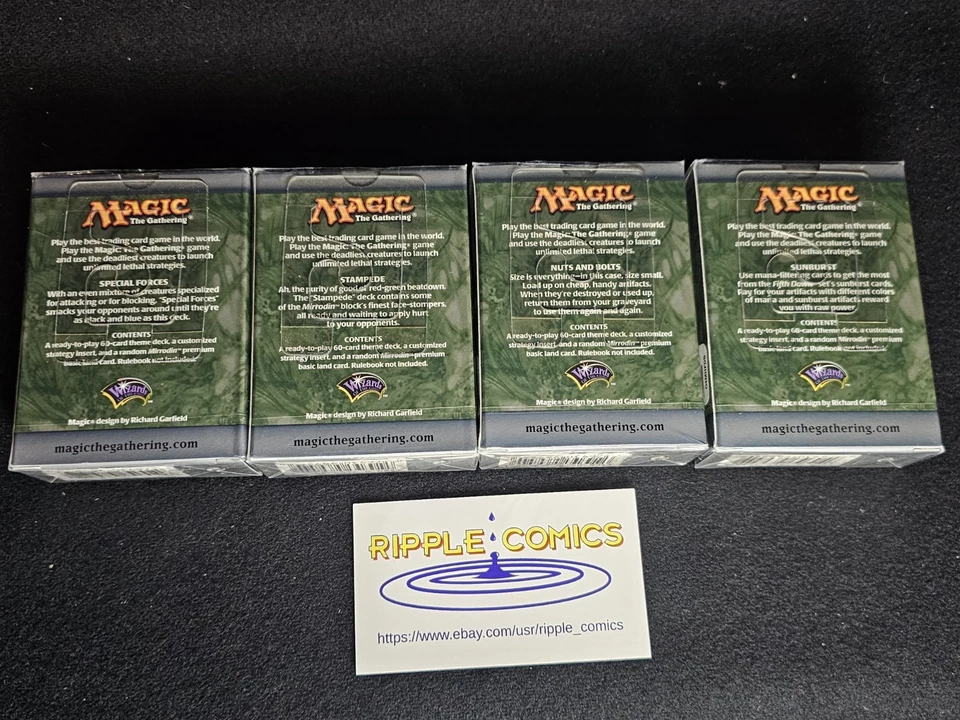 MAGIC
The Gathering®
Play the best trading card game in the world.
Play the Magic: The Gathering® game
and use the deadliest creatures to launch
unlimited lethal strategies.
SPECIAL FORCES
With an even mixture of creatures specialized
for attacking or for blocking, "Special Forces"
smacks your opponents around until they're
as black and blue as this deck.
CONTENTS
A ready-to-play 60-card theme deck, a customized
strategy insert, and a random Mirrodin™ premium
basic land card. Rulebook not included.
Wizards
Magic® design by Richard Garfield
magicthegathering.com
MAGIC
The Gathering®
Play the best trading card game in the world.
Play the Magic: The Gathering® game
and use the deadliest creatures to launch
unlimited lethal strategies.
STAMPEDE
Ah, the purity of good ol' red-green beatdown.
The "Stampede" deck contains some
of the Mirrodin block's finest face-stompers,
all ready and waiting to apply hurt
to your opponents.
CONTENTS
A ready-to-play 60-card theme deck, a customized
strategy insert, and a random Mirrodin™ premium
basic land card. Rulebook not included.
Wizards
Magic® design by Richard Garfield
magicthegathering.com
MAGIC
The Gathering®
Play the best trading card game in the world.
Play the Magic: The Gathering® game
and use the deadliest creatures to launch
unlimited lethal strategies.
NUTS AND BOLTS
Size is everything–in this case, size small.
Load up on cheap, handy artifacts.
When they're destroyed or used up,
return them from your graveyard
to use them again and again.
CONTENTS
A ready-to-play 60-card theme deck, a customized
strategy insert, and a random Mirrodin™ premium
basic land card. Rulebook not included.
Wizards
Magic® design by Richard Garfield
magicthegathering.com
MAGIC
The Gathering®
Play the best trading card game in the world.
Play the Magic: The Gathering® game
and use the deadliest creatures to launch
unlimited lethal strategies.
SUNBURST
Use mana-filtering cards to get the most
from the Fifth Dawn™ set's sunburst cards.
Pay for your artifacts with different colors
of mana and sunburst artifacts reward
you with raw power.
CONTENTS
A ready-to-play 60-card theme deck, a customized
strategy insert, and a random Mirrodin™ premium
basic land card. Rulebook not included.
Wizards
Magic® design by Richard Garfield
magicthegathering.com
RIPPLE COMICS
https://www.ebay.com/usr/ripple_comics